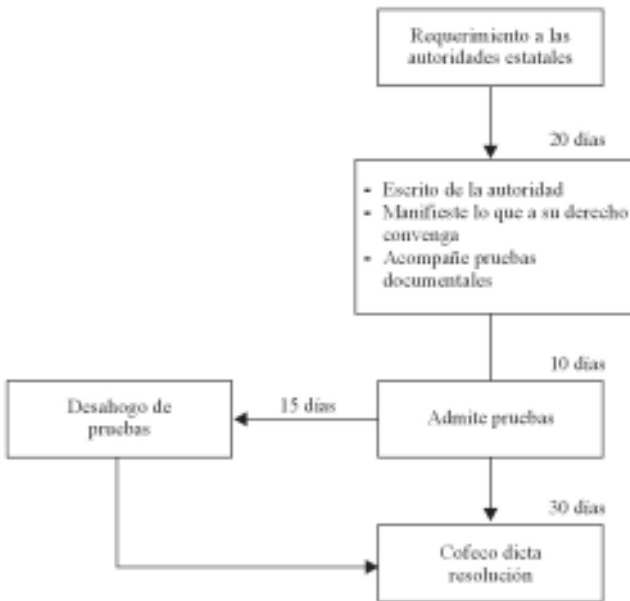 Requerimiento a las
autoridades estatales
20 días
- Escrito de la autoridad
- Manifieste lo que a su derecho
convenga
- Acompañe pruebas
documentales
10 días
Desahogo de
pruebas
15 días
Admite pruebas
30 días
Cofeco dicta
resolución